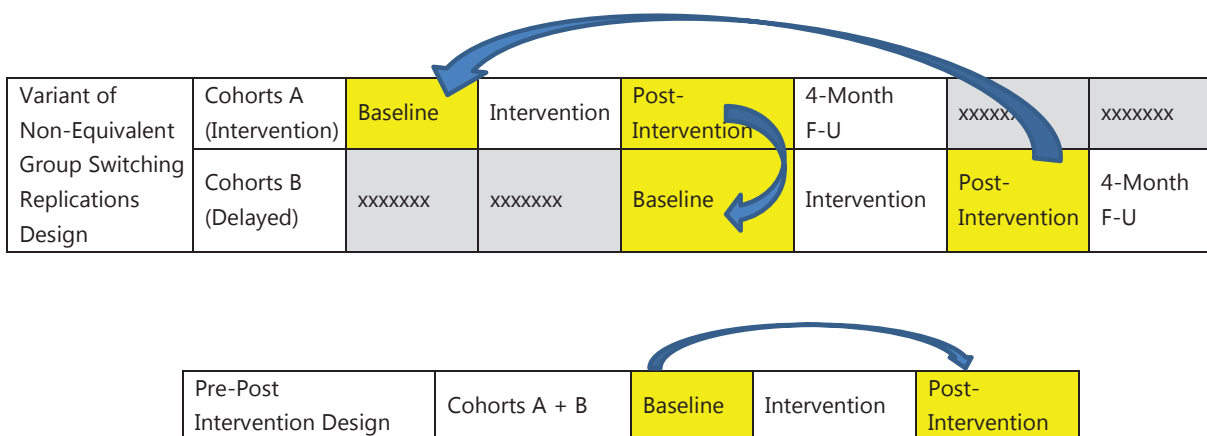 Variant of
Non-Equivalent
Group Switching
Replications
Design
Cohorts A
(Intervention)
Baseline
Intervention
Post-
Intervention
4-Month
F-U
xxxxxxx
Cohorts B
(Delayed)
xxxxxxx
xxxxxxx
Baseline
Intervention
Post-
Intervention
4-Month
F-U
Pre-Post
Intervention Design
Cohorts A + B
Baseline
Intervention
Post-
Intervention